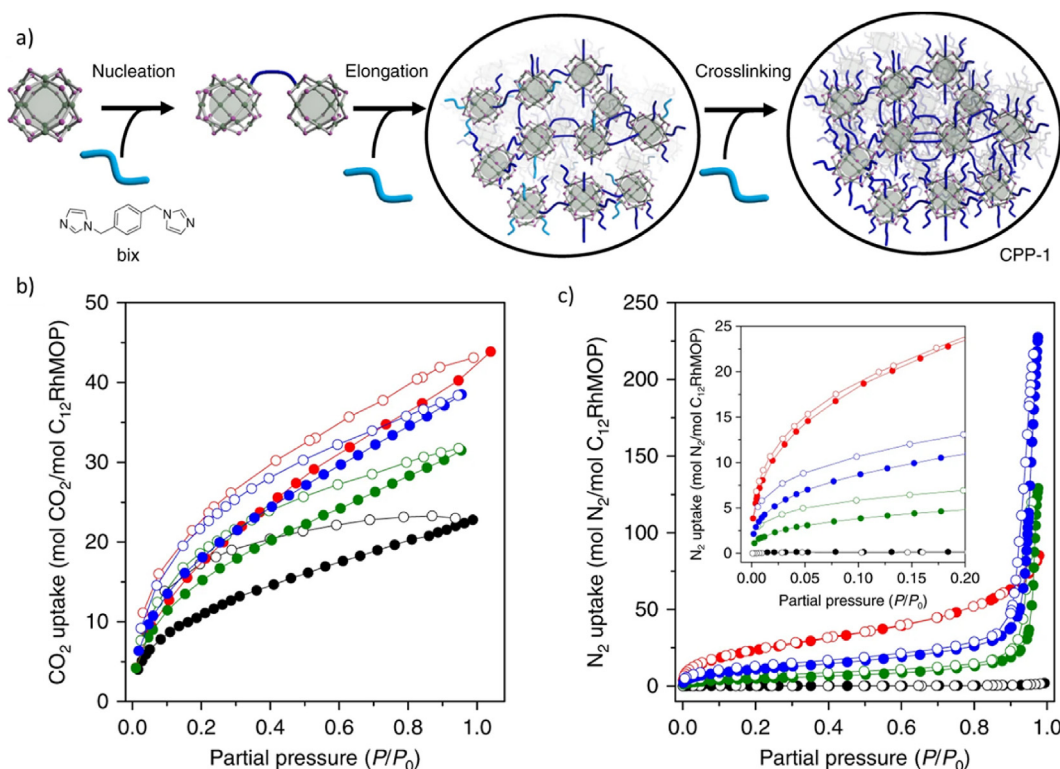 a)
Nucleation
Elongation
Crosslinking
N
N
N
N
bix
CPP-1
b)
CO₂ uptake (mol CO₂/mol C₁₂RhMOP)
50
40
30
20
10
0
0.0 0.2 0.4 0.6 0.8 1.0
Partial pressure (P/P₀)
c)
N₂ uptake (mol N₂/mol C₁₂RhMOP)
250
200
150
100
50
0
0.0 0.2 0.4 0.6 0.8 1.0
Partial pressure (P/P₀)
N₂ uptake (mol N₂/mol C₁₂RhMOP)
25
20
15
10
5
0
0.00 0.05 0.10 0.15 0.20
Partial pressure (P/P₀)